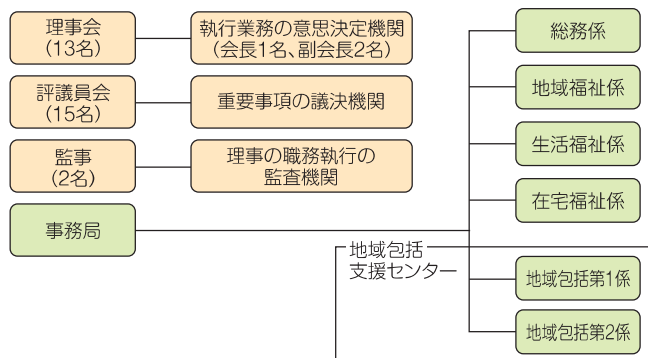 理事会
（13名）
執行業務の意思決定機関
（会長1名、副会長2名）
評議員会
（15名）
重要事項の議決機関
監事
（2名）
理事の職務執行の
監査機関
事務局
総務係
地域福祉係
生活福祉係
在宅福祉係
地域包括
支援センター
地域包括第1係
地域包括第2係